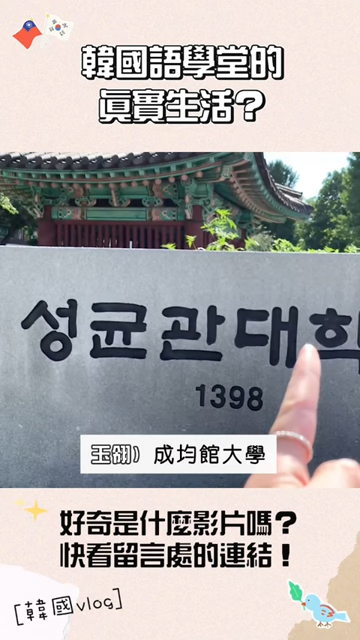 韓國語學堂的
真實生活？
성균관대학
1398
玉翎) 成均館大學
好奇是什麼影片嗎？
快看留言處的連結！
[韓國vlog]